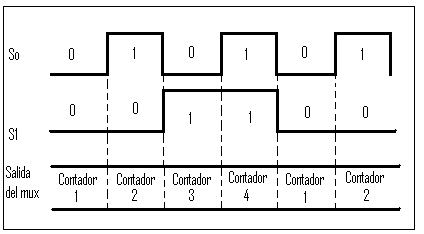 So 0 1 0 1 0 1
S1 0 0 1 1 0 0
Salida del mux
Contador 1
Contador 2
Contador 3
Contador 4
Contador 1
Contador 2